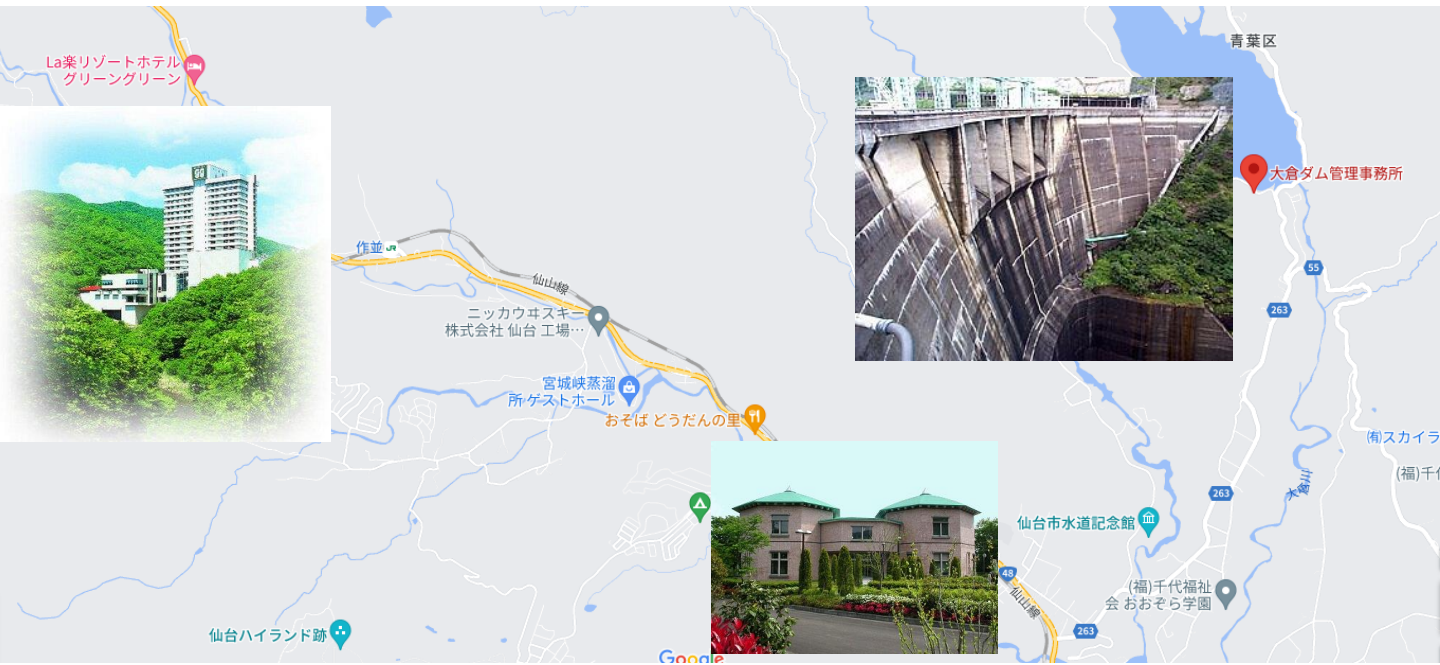 青葉区
La楽リゾートホテル
グリーングリーン
gg
大倉ダム管理事務所
作並
JR
55
仙山線
263
ニッカウヰスキー
株式会社 仙台 工場…
宮城峡蒸溜
所 ゲストホール
おそば どうだんの里
㈲スカイラ
(福)千イ
大倉川
263
仙台市水道記念館
48
(福)千代福祉
会 おおぞら学園
仙山線
仙台ハイランド跡
263
Google